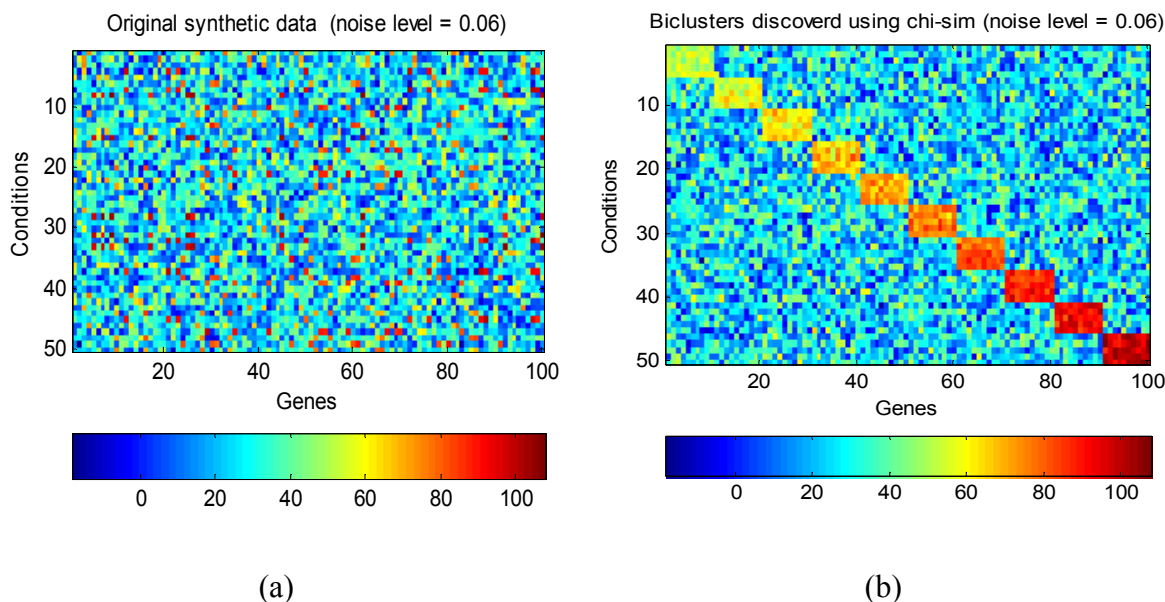 Original synthetic data (noise level = 0.06)
10
20
30
40
50
Conditions
20 40 60 80 100
Genes
0 20 40 60 80 100
(a)
Biclusters discoverd using chi-sim (noise level = 0.06)
10
20
30
40
50
Conditions
20 40 60 80 100
Genes
0 20 40 60 80 100
(b)